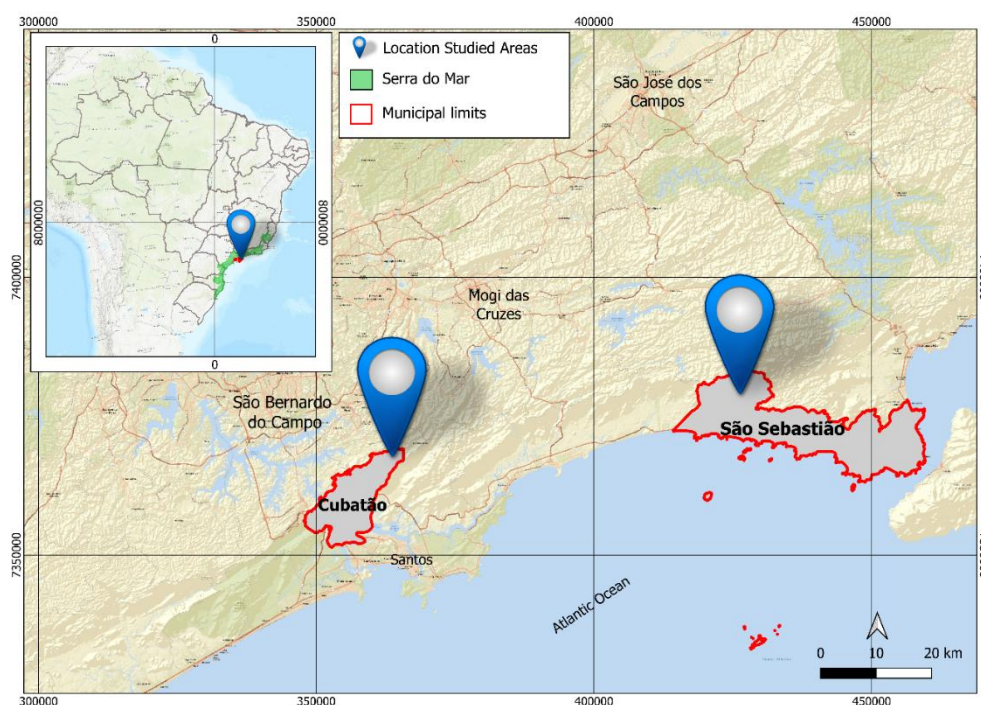 300000
350000
400000
450000
0
8000000
8000000
0
Location Studied Areas
Serra do Mar
Municipal limits
São José dos
Campos
7400000
Mogi das
Cruzes
São Bernardo
do Campo
São Sebastião
Cubatão
7350000
Santos
Atlantic Ocean
0 10 20 km
300000
350000
400000
450000